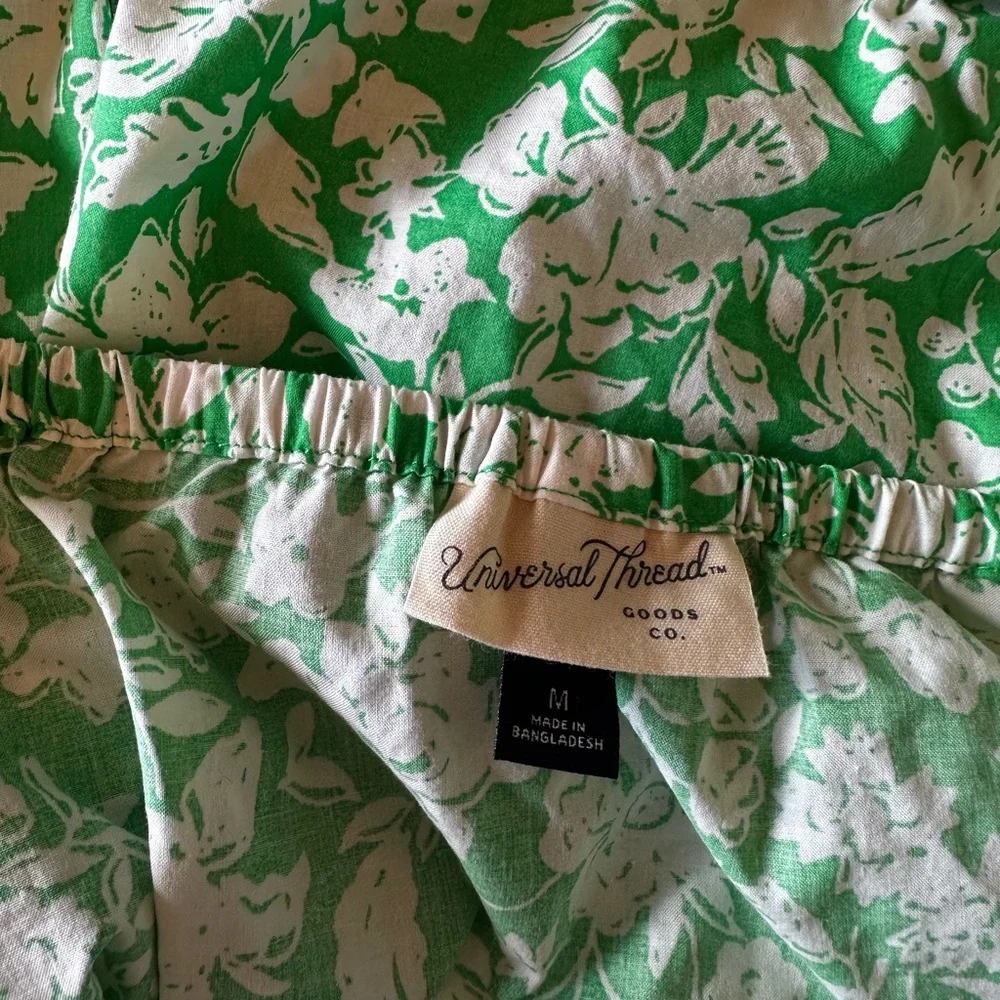 Universal Thread™
GOODS
CO.
M
MADE IN
BANGLADESH